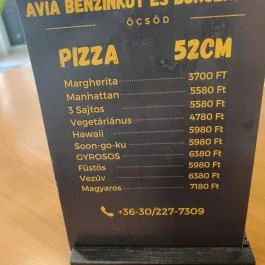 AVIA BENZINKÚT ÉS
ÖCSÖD
PIZZA 52CM
Margherita 3700 FT
Manhattan 5580 FT
3 Sajtos 5580 FT
Vegetáriánus 4780 FT
Hawaii 5980 FT
Soon-go-ku 5980 FT
GYROSOS 6380 FT
Füstös 5980 FT
Vezúv 6380 FT
Magyaros 7180 FT
+36-30/227-7309